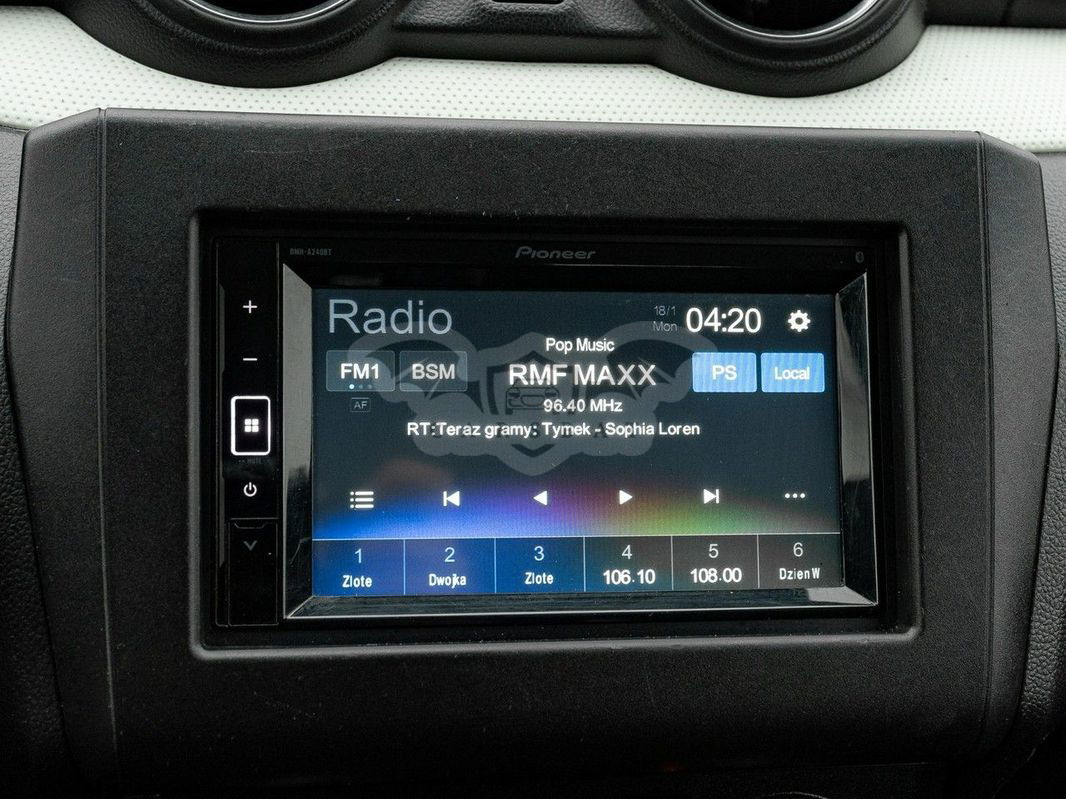 DMH-A240BT
Pioneer
Radio
18/1
Mon
04:20
Pop Music
FM1
BSM
RMF MAXX
PS
Local
AF
96.40 MHz
RT:Teraz gramy: Tymek - Sophia Loren
MUTE
1
2
3
4
5
6
Zlote
Dwojka
Zlote
106.10
108.00
Dzien W